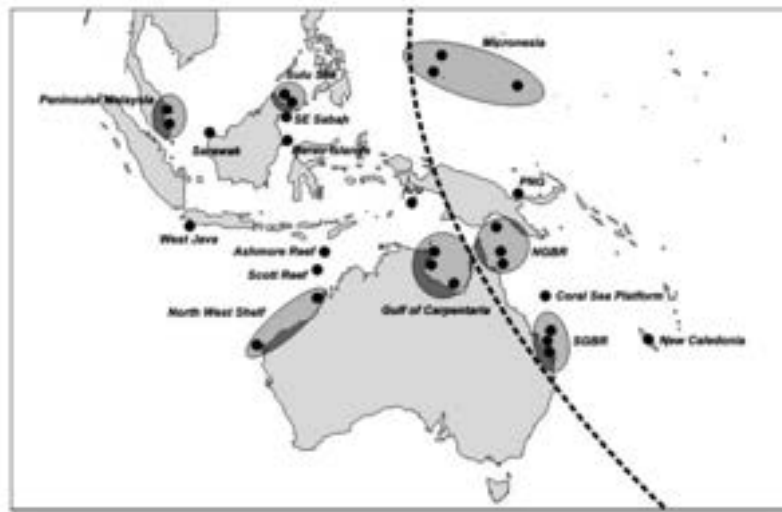 Micronesia
Sulu Sea
Peninsular Malaysia
SE Sabah
Sarawak
Berau Islands
Aru
PNG
West Java
Ashmore Reef
NGBR
Scott Reef
North West Shelf
Gulf of Carpentaria
Coral Sea Platform
SGBR
New Caledonia